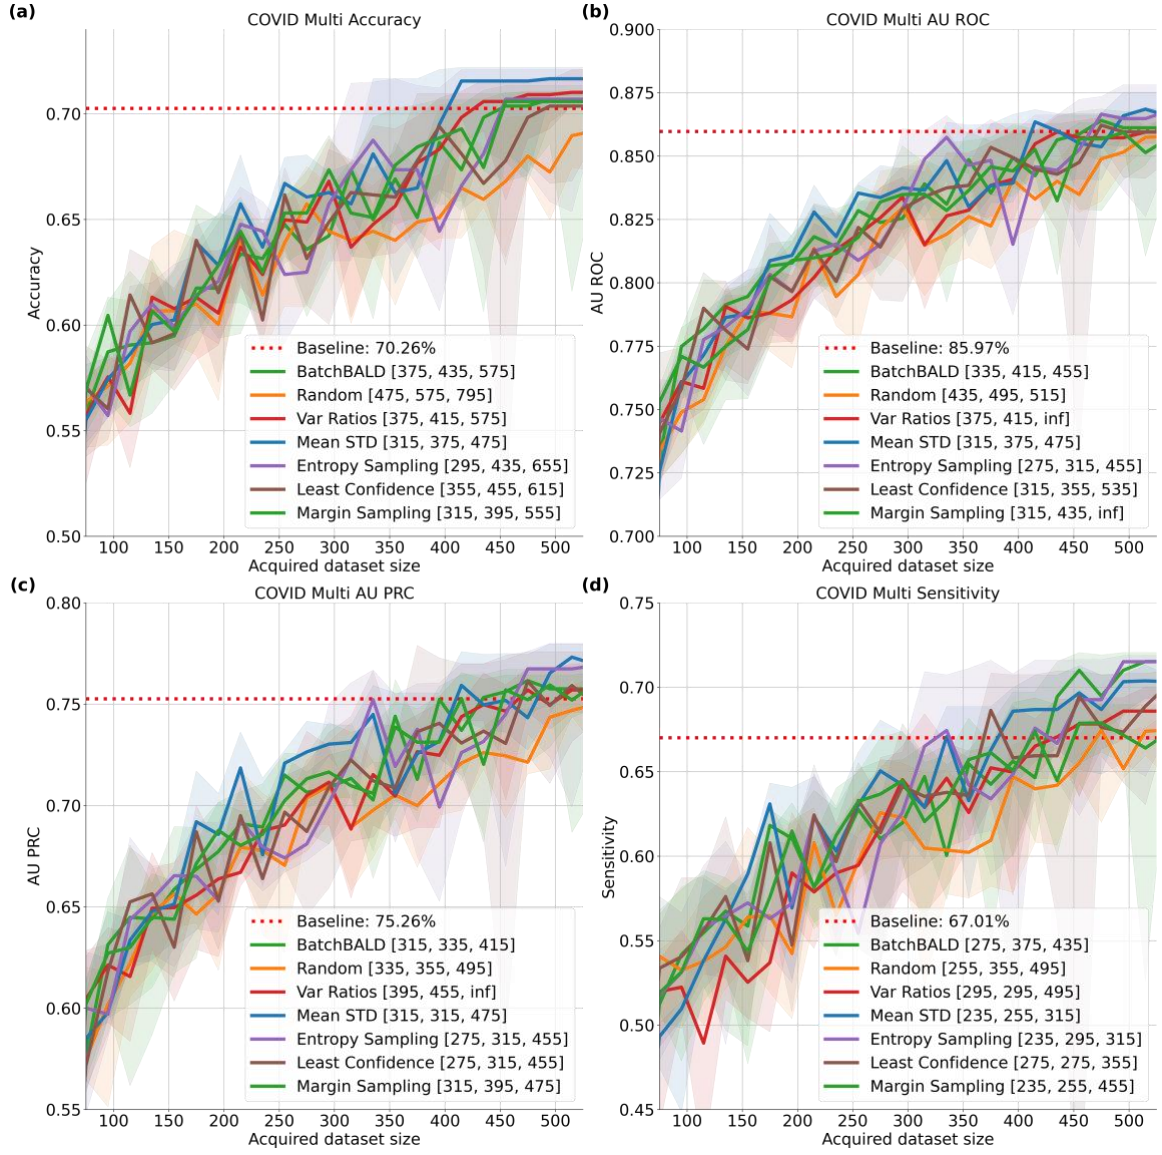 (a)
COVID Multi Accuracy
Accuracy
0.70
0.65
0.60
0.55
0.50
Baseline: 70.26%
BatchBALD [375, 435, 575]
Random [475, 575, 795]
Var Ratios [375, 415, 575]
Mean STD [315, 375, 475]
Entropy Sampling [295, 435, 655]
Least Confidence [355, 455, 615]
Margin Sampling [315, 395, 555]
100 150 200 250 300 350 400 450 500
Acquired dataset size
(b)
COVID Multi AU ROC
AU ROC
0.900
0.875
0.850
0.825
0.800
0.775
0.750
0.725
0.700
Baseline: 85.97%
BatchBALD [335, 415, 455]
Random [435, 495, 515]
Var Ratios [375, 415, inf]
Mean STD [315, 375, 475]
Entropy Sampling [275, 315, 455]
Least Confidence [315, 355, 535]
Margin Sampling [315, 435, inf]
100 150 200 250 300 350 400 450 500
Acquired dataset size
(c)
COVID Multi AU PRC
AU PRC
0.80
0.75
0.70
0.65
0.60
0.55
Baseline: 75.26%
BatchBALD [315, 335, 415]
Random [335, 355, 495]
Var Ratios [395, 455, inf]
Mean STD [315, 315, 475]
Entropy Sampling [275, 315, 455]
Least Confidence [275, 315, 455]
Margin Sampling [315, 395, 475]
100 150 200 250 300 350 400 450 500
Acquired dataset size
(d)
COVID Multi Sensitivity
Sensitivity
0.75
0.70
0.65
0.60
0.55
0.50
0.45
Baseline: 67.01%
BatchBALD [275, 375, 435]
Random [255, 355, 495]
Var Ratios [295, 295, 495]
Mean STD [235, 255, 315]
Entropy Sampling [235, 295, 315]
Least Confidence [275, 275, 355]
Margin Sampling [235, 255, 455]
100 150 200 250 300 350 400 450 500
Acquired dataset size